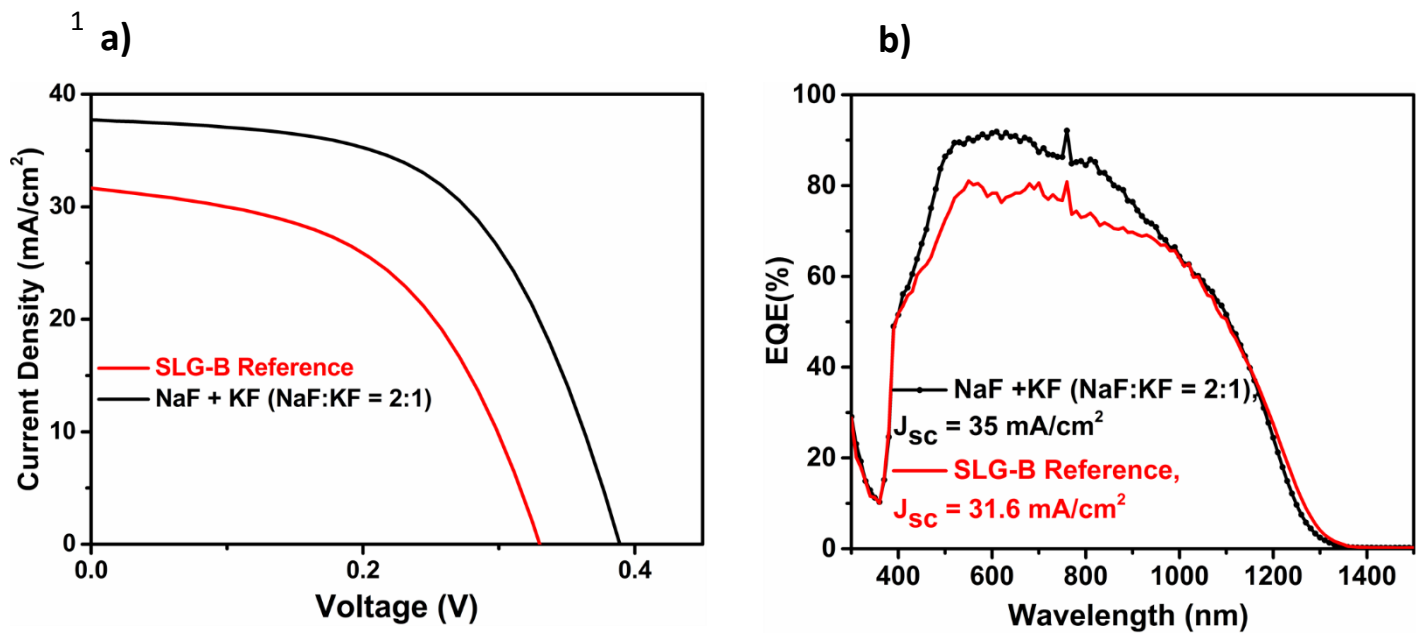 1
a)
b)
40
30
20
10
0
Current Density (mA/cm²)
SLG-B Reference
NaF + KF (NaF:KF = 2:1)
0.0
0.2
0.4
Voltage (V)
100
80
60
40
20
0
EQE(%)
NaF +KF (NaF:KF = 2:1),
JSC = 35 mA/cm²
SLG-B Reference,
JSC = 31.6 mA/cm²
400
600
800
1000
1200
1400
Wavelength (nm)